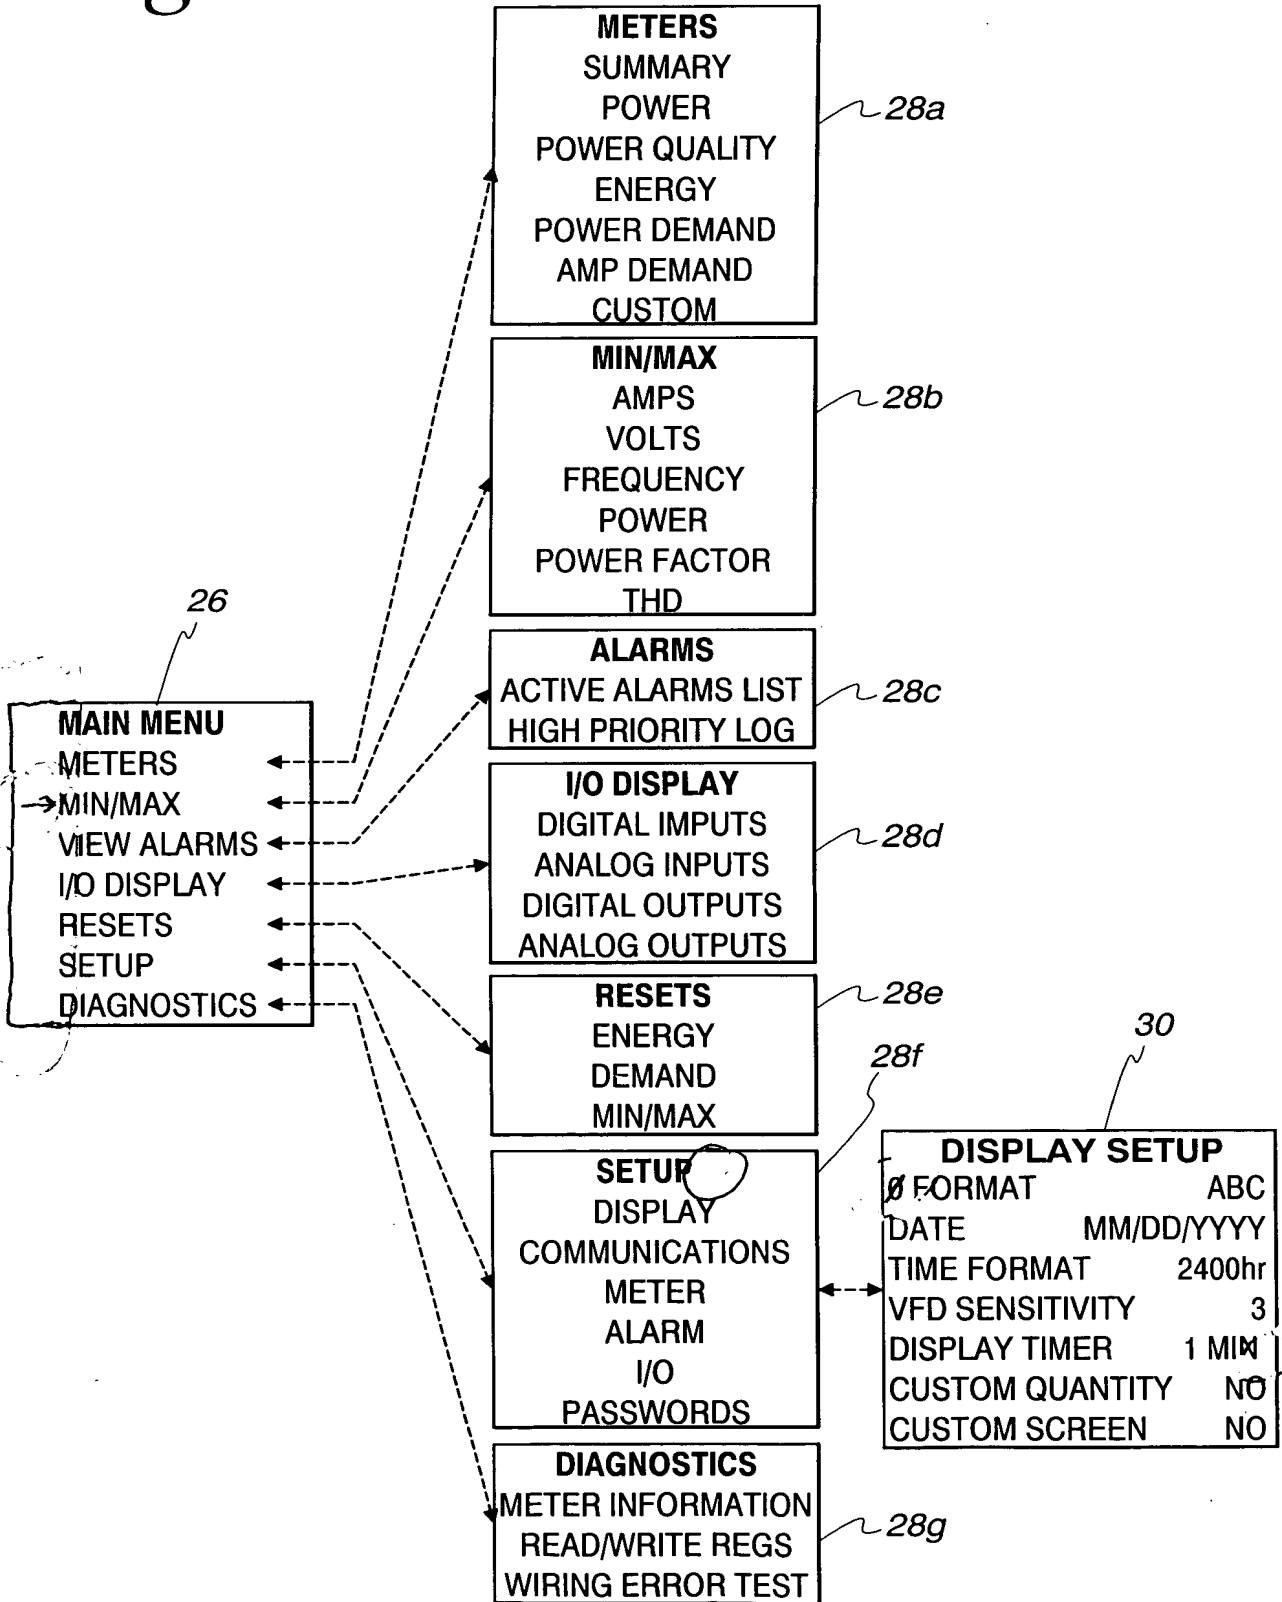 METERS
SUMMARY
POWER
POWER QUALITY
ENERGY
POWER DEMAND
AMP DEMAND
CUSTOM
28a
MIN/MAX
AMPS
VOLTS
FREQUENCY
POWER
POWER FACTOR
THD
28b
26
MAIN MENU
METERS
MIN/MAX
VIEW ALARMS
I/O DISPLAY
RESETS
SETUP
DIAGNOSTICS
ALARMS
ACTIVE ALARMS LIST
HIGH PRIORITY LOG
28c
I/O DISPLAY
DIGITAL IMPUTS
ANALOG INPUTS
DIGITAL OUTPUTS
ANALOG OUTPUTS
28d
RESETS
ENERGY
DEMAND
MIN/MAX
28e
SETUP
DISPLAY
COMMUNICATIONS
METER
ALARM
I/O
PASSWORDS
28f
30
DISPLAY SETUP
Ø FORMAT ABC
DATE MM/DD/YYYY
TIME FORMAT 2400hr
VFD SENSITIVITY 3
DISPLAY TIMER 1 MIN
CUSTOM QUANTITY NO
CUSTOM SCREEN NO
DIAGNOSTICS
METER INFORMATION
READ/WRITE REGS
WIRING ERROR TEST
28g